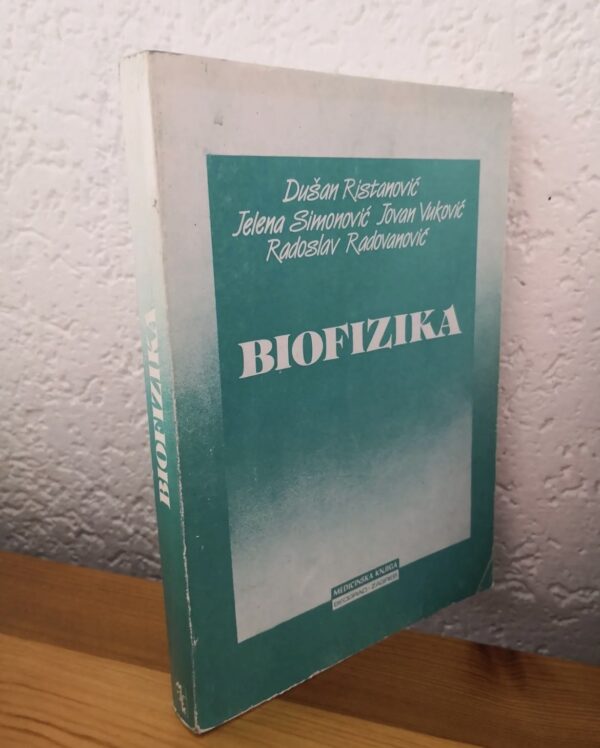 Dušan Ristanović
Jelena Simonović Jovan Vuković
Radoslav Radovanović
BIOFIZIKA
MEDICINSKA KNJIGA
BEOGRAD-ZAGREB
BIOFIZIKA